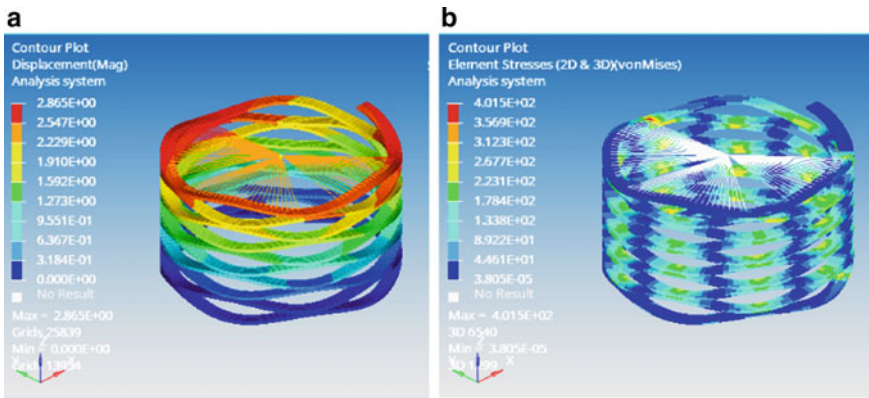 a
Contour Plot
Displacement(Mag)
Analysis system
2.865E+00
2.547E+00
2.229E+00
1.910E+00
1.592E+00
1.273E+00
9.551E-01
6.367E-01
3.184E-01
0.000E+00
No Result
Max = 2.865E+00
Grids 25839
Min = 0.000E+00
X
b
Contour Plot
Element Stresses (2D & 3D)(vonMises)
Analysis system
4.015E+02
3.569E+02
3.123E+02
2.677E+02
2.231E+02
1.784E+02
1.338E+02
8.922E+01
4.461E+01
3.805E-05
No Result
Max = 4.015E+02
3D 6540
Min = 3.805E-05
X